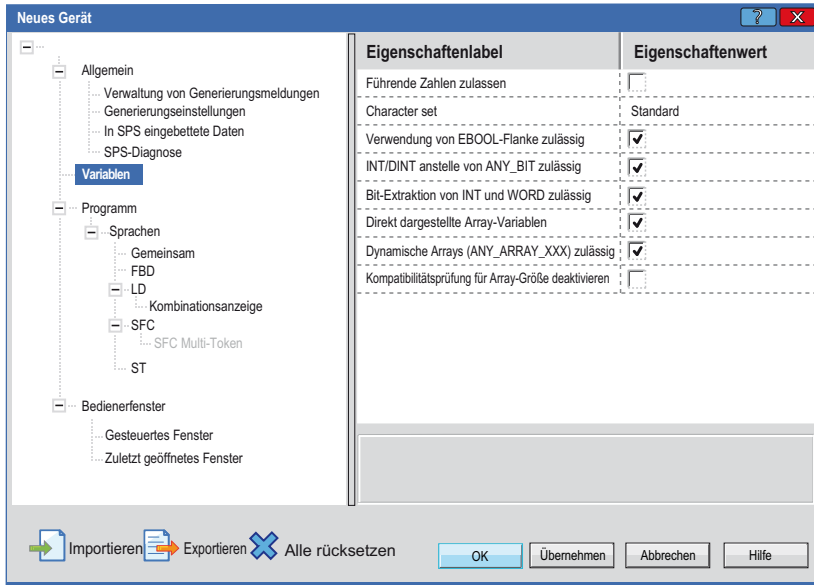 Neues Gerät
? X
Allgemein
Verwaltung von Generierungsmeldungen
Generierungseinstellungen
In SPS eingebettete Daten
SPS-Diagnose
Variablen
Programm
Sprachen
Gemeinsam
FBD
LD
Kombinationsanzeige
SFC
SFC Multi-Token
ST
Bedienerfenster
Gesteuertes Fenster
Zuletzt geöffnetes Fenster
Eigenschaftenlabel Eigenschaftenwert
Führende Zahlen zulassen
Character set Standard
Verwendung von EBOOL-Flanke zulässig
INT/DINT anstelle von ANY_BIT zulässig
Bit-Extraktion von INT und WORD zulässig
Direkt dargestellte Array-Variablen
Dynamische Arrays (ANY_ARRAY_XXX) zulässig
Kompatibilitätsprüfung für Array-Größe deaktivieren
Importieren Exportieren Alle rücksetzen
OK Übernehmen Abbrechen Hilfe